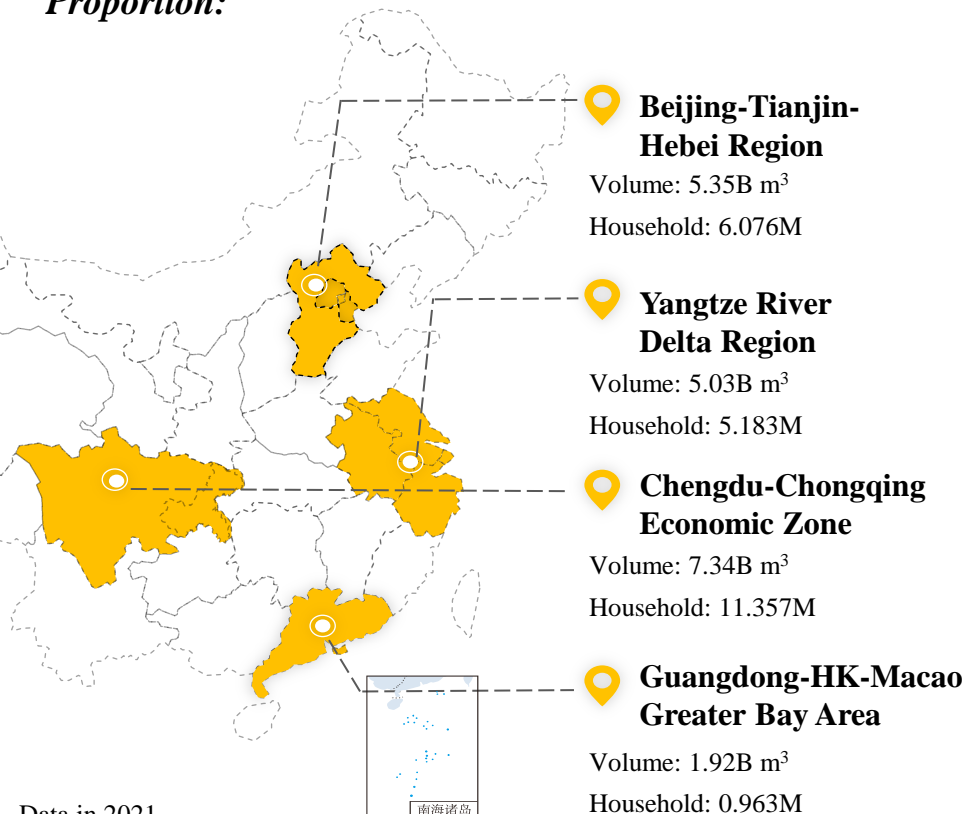 Proportion:
Beijing-Tianjin-
Hebei Region
Volume: 5.35B m³
Household: 6.076M
Yangtze River
Delta Region
Volume: 5.03B m³
Household: 5.183M
Chengdu-Chongqing
Economic Zone
Volume: 7.34B m³
Household: 11.357M
Guangdong-HK-Macao
Greater Bay Area
Volume: 1.92B m³
Household: 0.963M
南海诸岛
Data in 2021